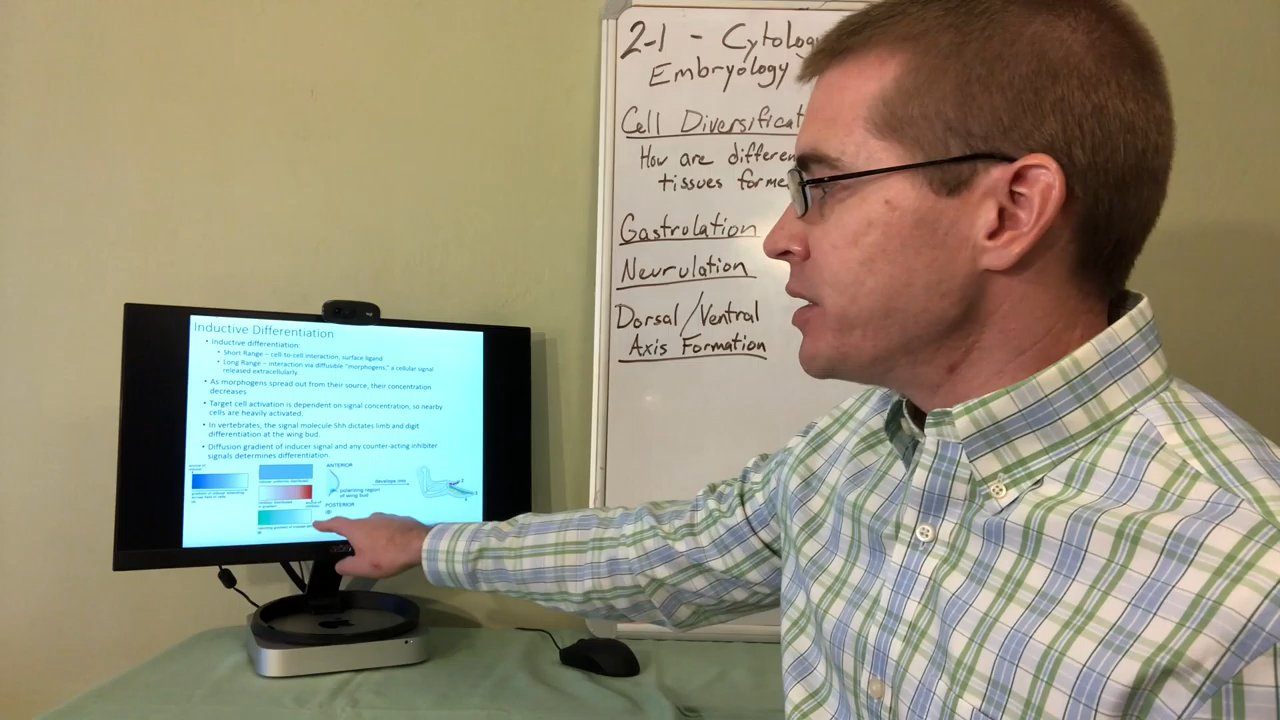 2-1 - Cytology
Embryology
Cell Diversificat
How are differen
tissues forme
Gastrolation
Neurulation
Dorsal/Ventral
Axis Formation
Inductive Differentiation
• Inductive differentiation:
• Short Range – cell-to-cell interaction, surface ligand
• Long Range – interaction via diffusible "morphogens," a cellular signal
released extracellularly.
• As morphogens spread out from their source, their concentration
decreases
• Target cell activation is dependent on signal concentration, so nearby
cells are heavily activated.
• In vertebrates, the signal molecule Shh dictates limb and digit
differentiation at the wing bud.
• Diffusion gradient of inducer signal and any counter-acting inhibitor
signals determines differentiation.
ANTERIOR
polarizing region
of wing bud
POSTERIOR
(B)
develops into